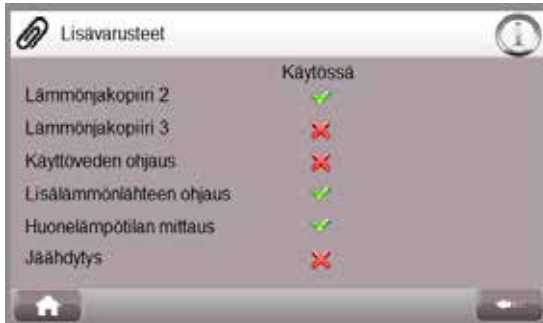 Lisävarusteet
Käytössä
Lämmönjakopiiri 2
Lämmönjakopiiri 3
Käyttöveden ohjaus
Lisälämmönlähteen ohjaus
Huonelämpötilan mittaus
Jäähdytys